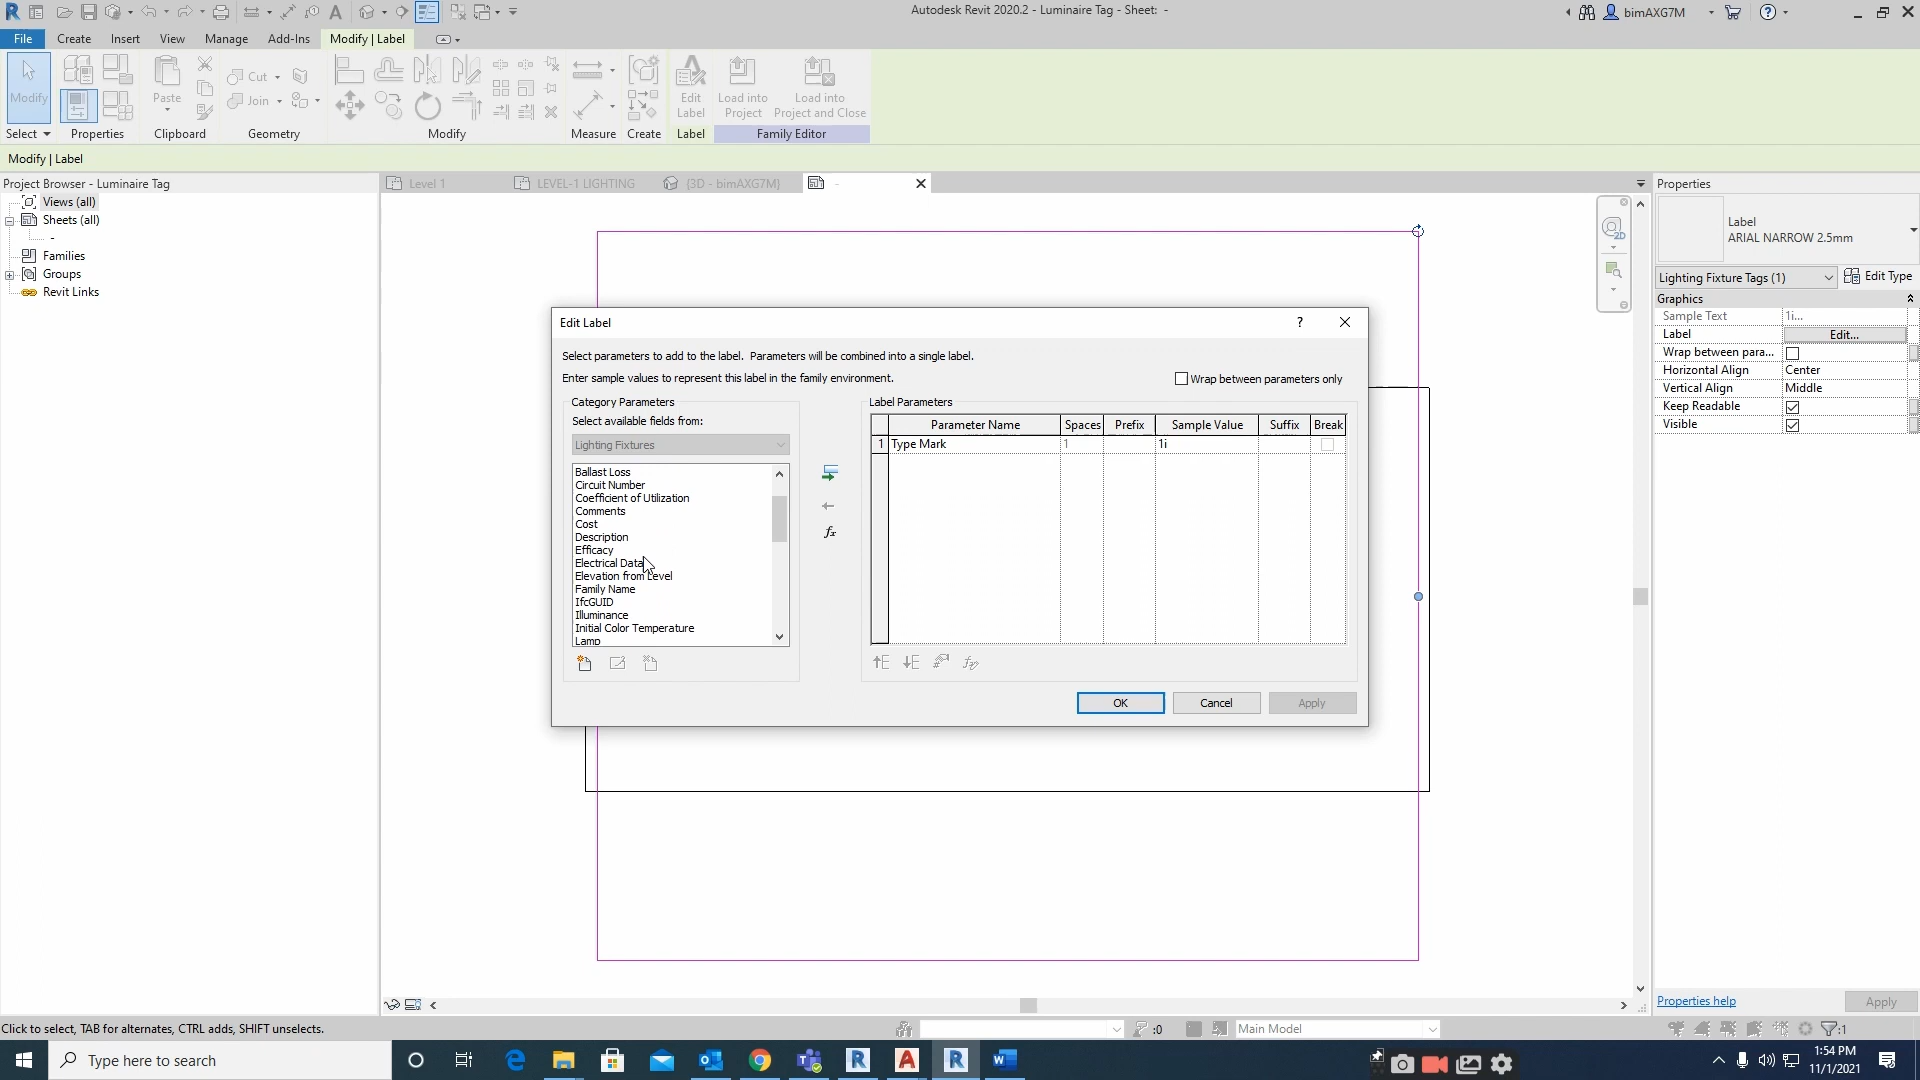 Autodesk Revit 2020.2 - Luminaire Tag - Sheet: -
bimAXG7M
File Create Insert View Manage Add-Ins Modify | Label
Modify Paste Cut Join
Edit Label
Load into Project
Load into Project and Close
Select Properties Clipboard Geometry Modify Measure Create Label Family Editor
Modify | Label
Project Browser - Luminaire Tag
Views (all)
Sheets (all)
-
Families
Groups
Revit Links
Level 1 LEVEL-1 LIGHTING {3D - bimAXG7M} -
Edit Label
Select parameters to add to the label. Parameters will be combined into a single label.
Enter sample values to represent this label in the family environment.
Wrap between parameters only
Category Parameters
Select available fields from:
Lighting Fixtures
Ballast Loss
Circuit Number
Coefficient of Utilization
Comments
Cost
Description
Efficacy
Electrical Data
Elevation from Level
Family Name
IfcGUID
Illuminance
Initial Color Temperature
Lamp
fx
Label Parameters
Parameter Name Spaces Prefix Sample Value Suffix Break
1 Type Mark 1 1i
OK Cancel Apply
Properties
Label
ARIAL NARROW 2.5mm
Lighting Fixture Tags (1) Edit Type
Graphics
Sample Text 1i...
Label Edit...
Wrap between para...
Horizontal Align Center
Vertical Align Middle
Keep Readable
Visible
Properties help Apply
2D
Click to select, TAB for alternates, CTRL adds, SHIFT unselects.
:0
Main Model
:1
Type here to search
1:54 PM
11/1/2021